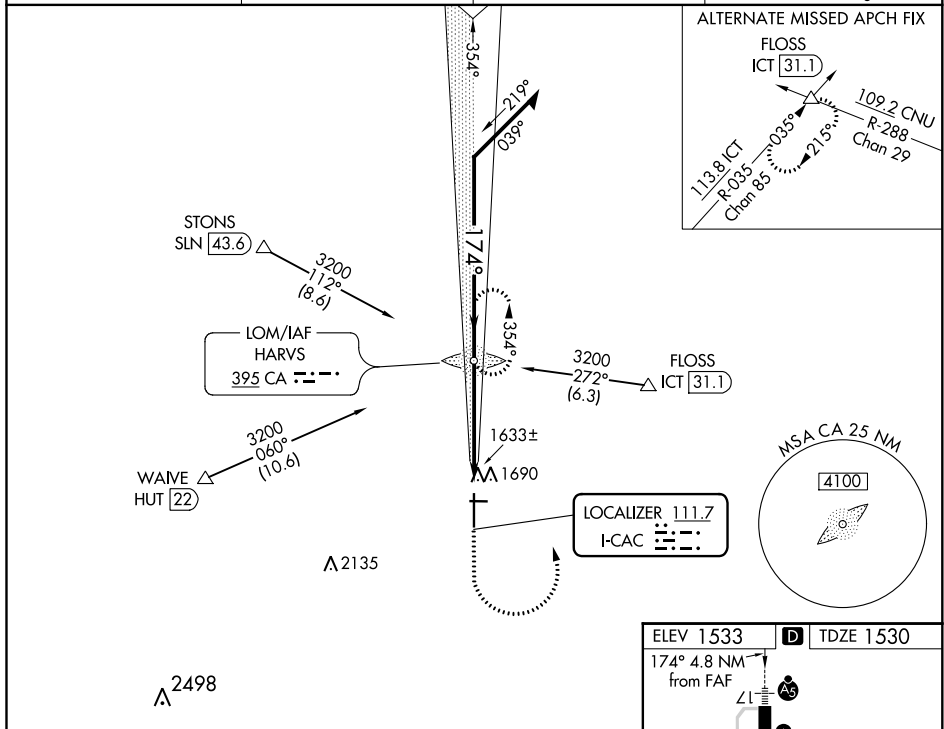 ALTERNATE MISSED APCH FIX
FLOSS
ICT 31.1
109.2 CNU
R-288
Chan 29
035°
215°
113.8 ICT
R-035
Chan 85
354°
219°
039°
174°
STONS
SLN 43.6
3200
112°
(8.6)
LOM/IAF
HARVS
395 CA
354°
3200
272°
(6.3)
FLOSS
ICT 31.1
3200
060°
(10.6)
WAIVE
HUT 22
1633±
1690
MSA CA 25 NM
4100
LOCALIZER 111.7
I-CAC
2135
2498
ELEV 1533 D TDZE 1530
174° 4.8 NM
from FAF
17
A5